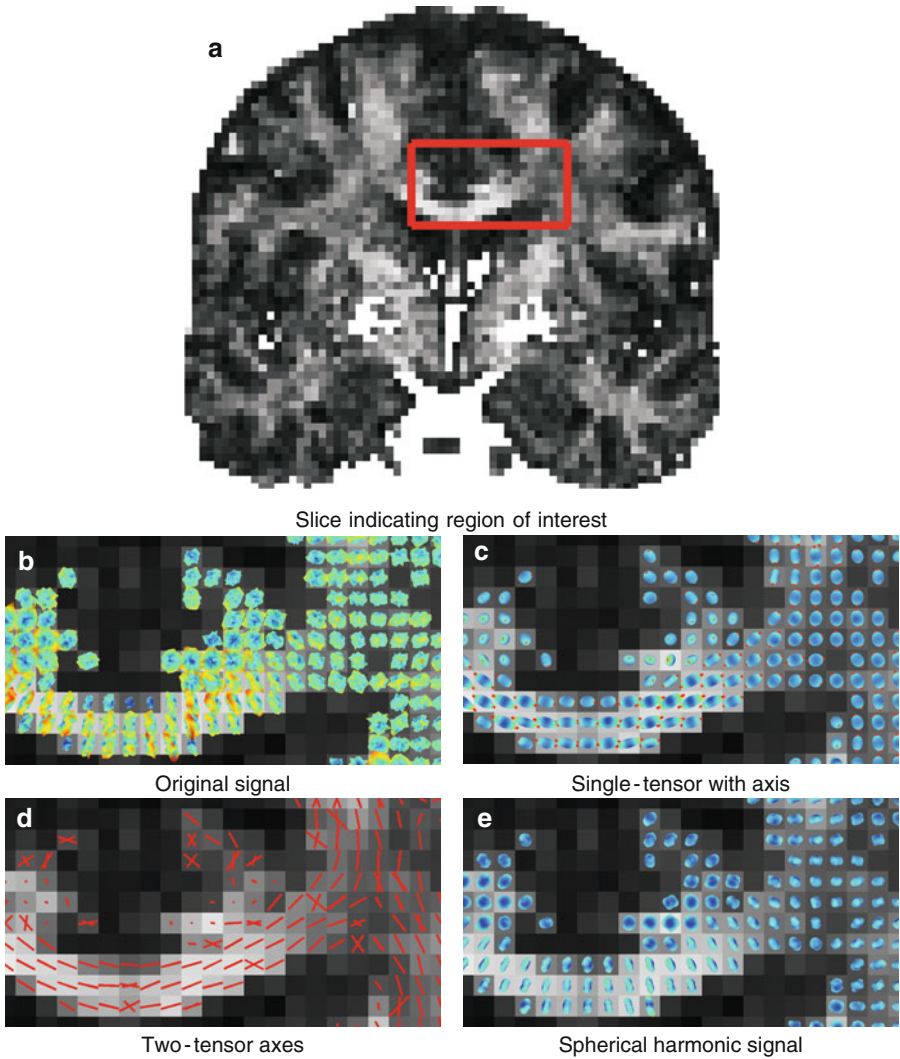 a
Slice indicating region of interest
b
c
Original signal
Single-tensor with axis
d
e
Two-tensor axes
Spherical harmonic signal